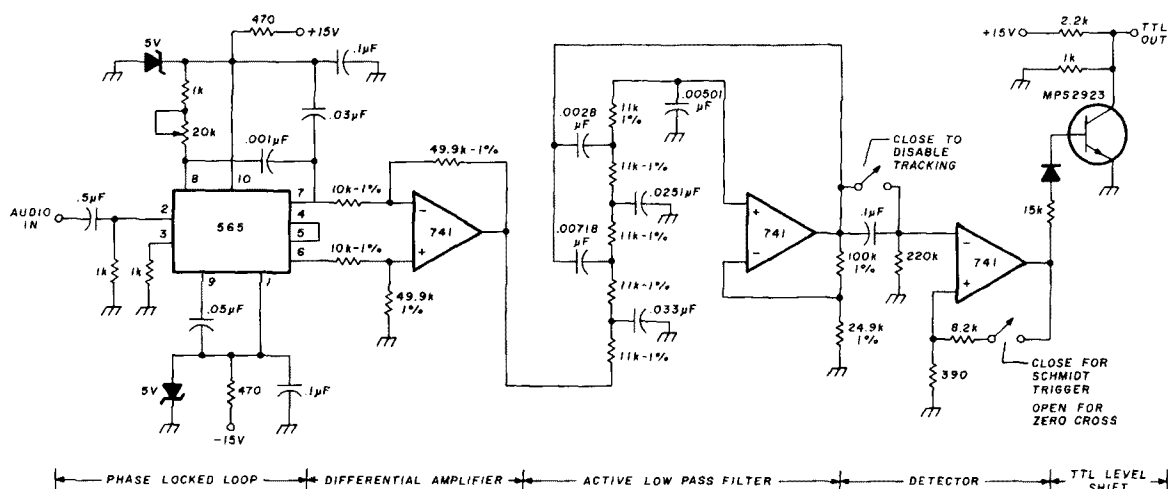 470
+15V
5V
.1µF
1k
.03µF
20k
.001µF
8
10
7
4
5
6
2
3
9
1
565
.5µF
AUDIO
IN
1k
1k
.05µF
5V
470
.1µF
-15V
49.9k-1%
10k-1%
10k-1%
741
-
+
49.9k
1%
.0028
µF
11k
1%
.00501
µF
11k-1%
.0251µF
.00718
µF
11k-1%
11k-1%
.033µF
11k-1%
+
-
741
CLOSE TO
DISABLE
TRACKING
.1µF
100k
1%
220k
24.9k
1%
-
+
741
8.2k
390
CLOSE FOR
SCHMIDT
TRIGGER
OPEN FOR
ZERO CROSS
15k
+15V
2.2k
TTL
OUT
1k
MPS2923
PHASE LOCKED LOOP
DIFFERENTIAL AMPLIFIER
ACTIVE LOW PASS FILTER
DETECTOR
TTL LEVEL
SHIFT